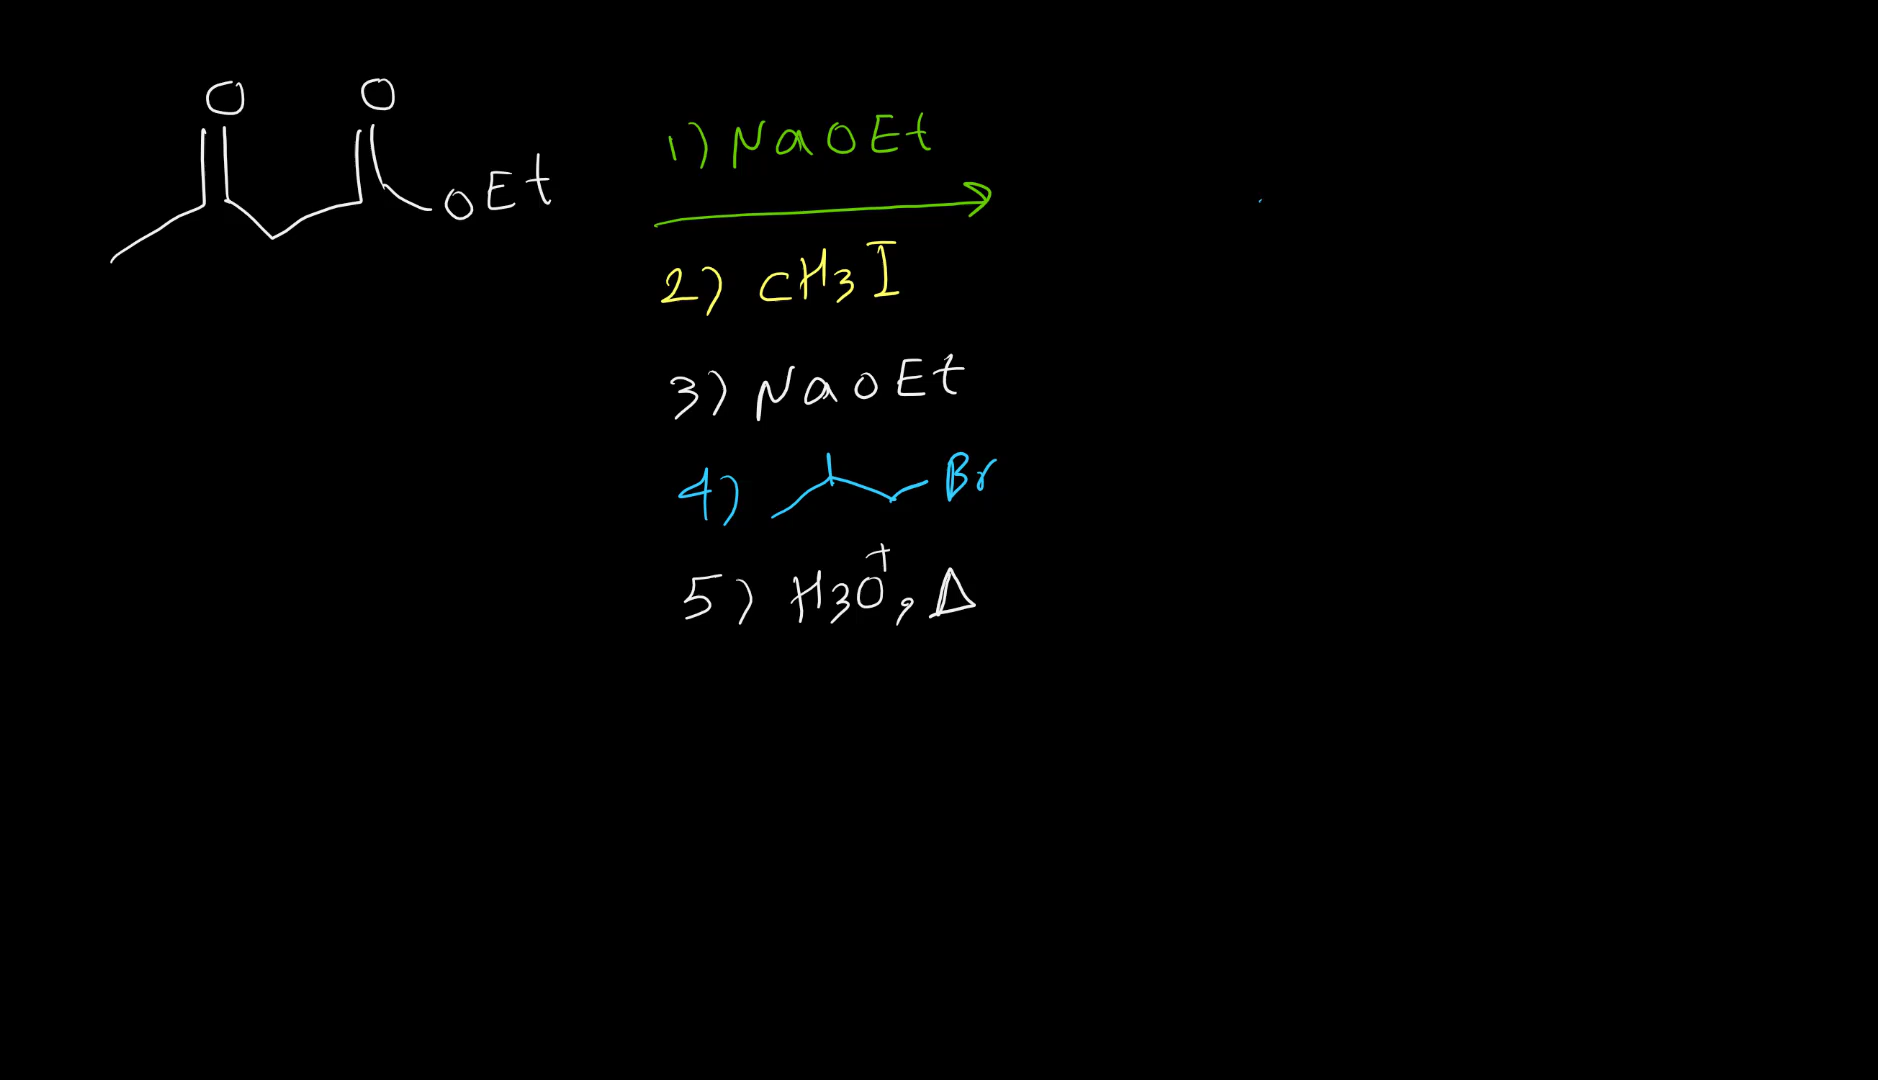 O O
OEt
1) NaOEt
2) CH3I
3) NaOEt
4) Br
5) H3O+, Δ